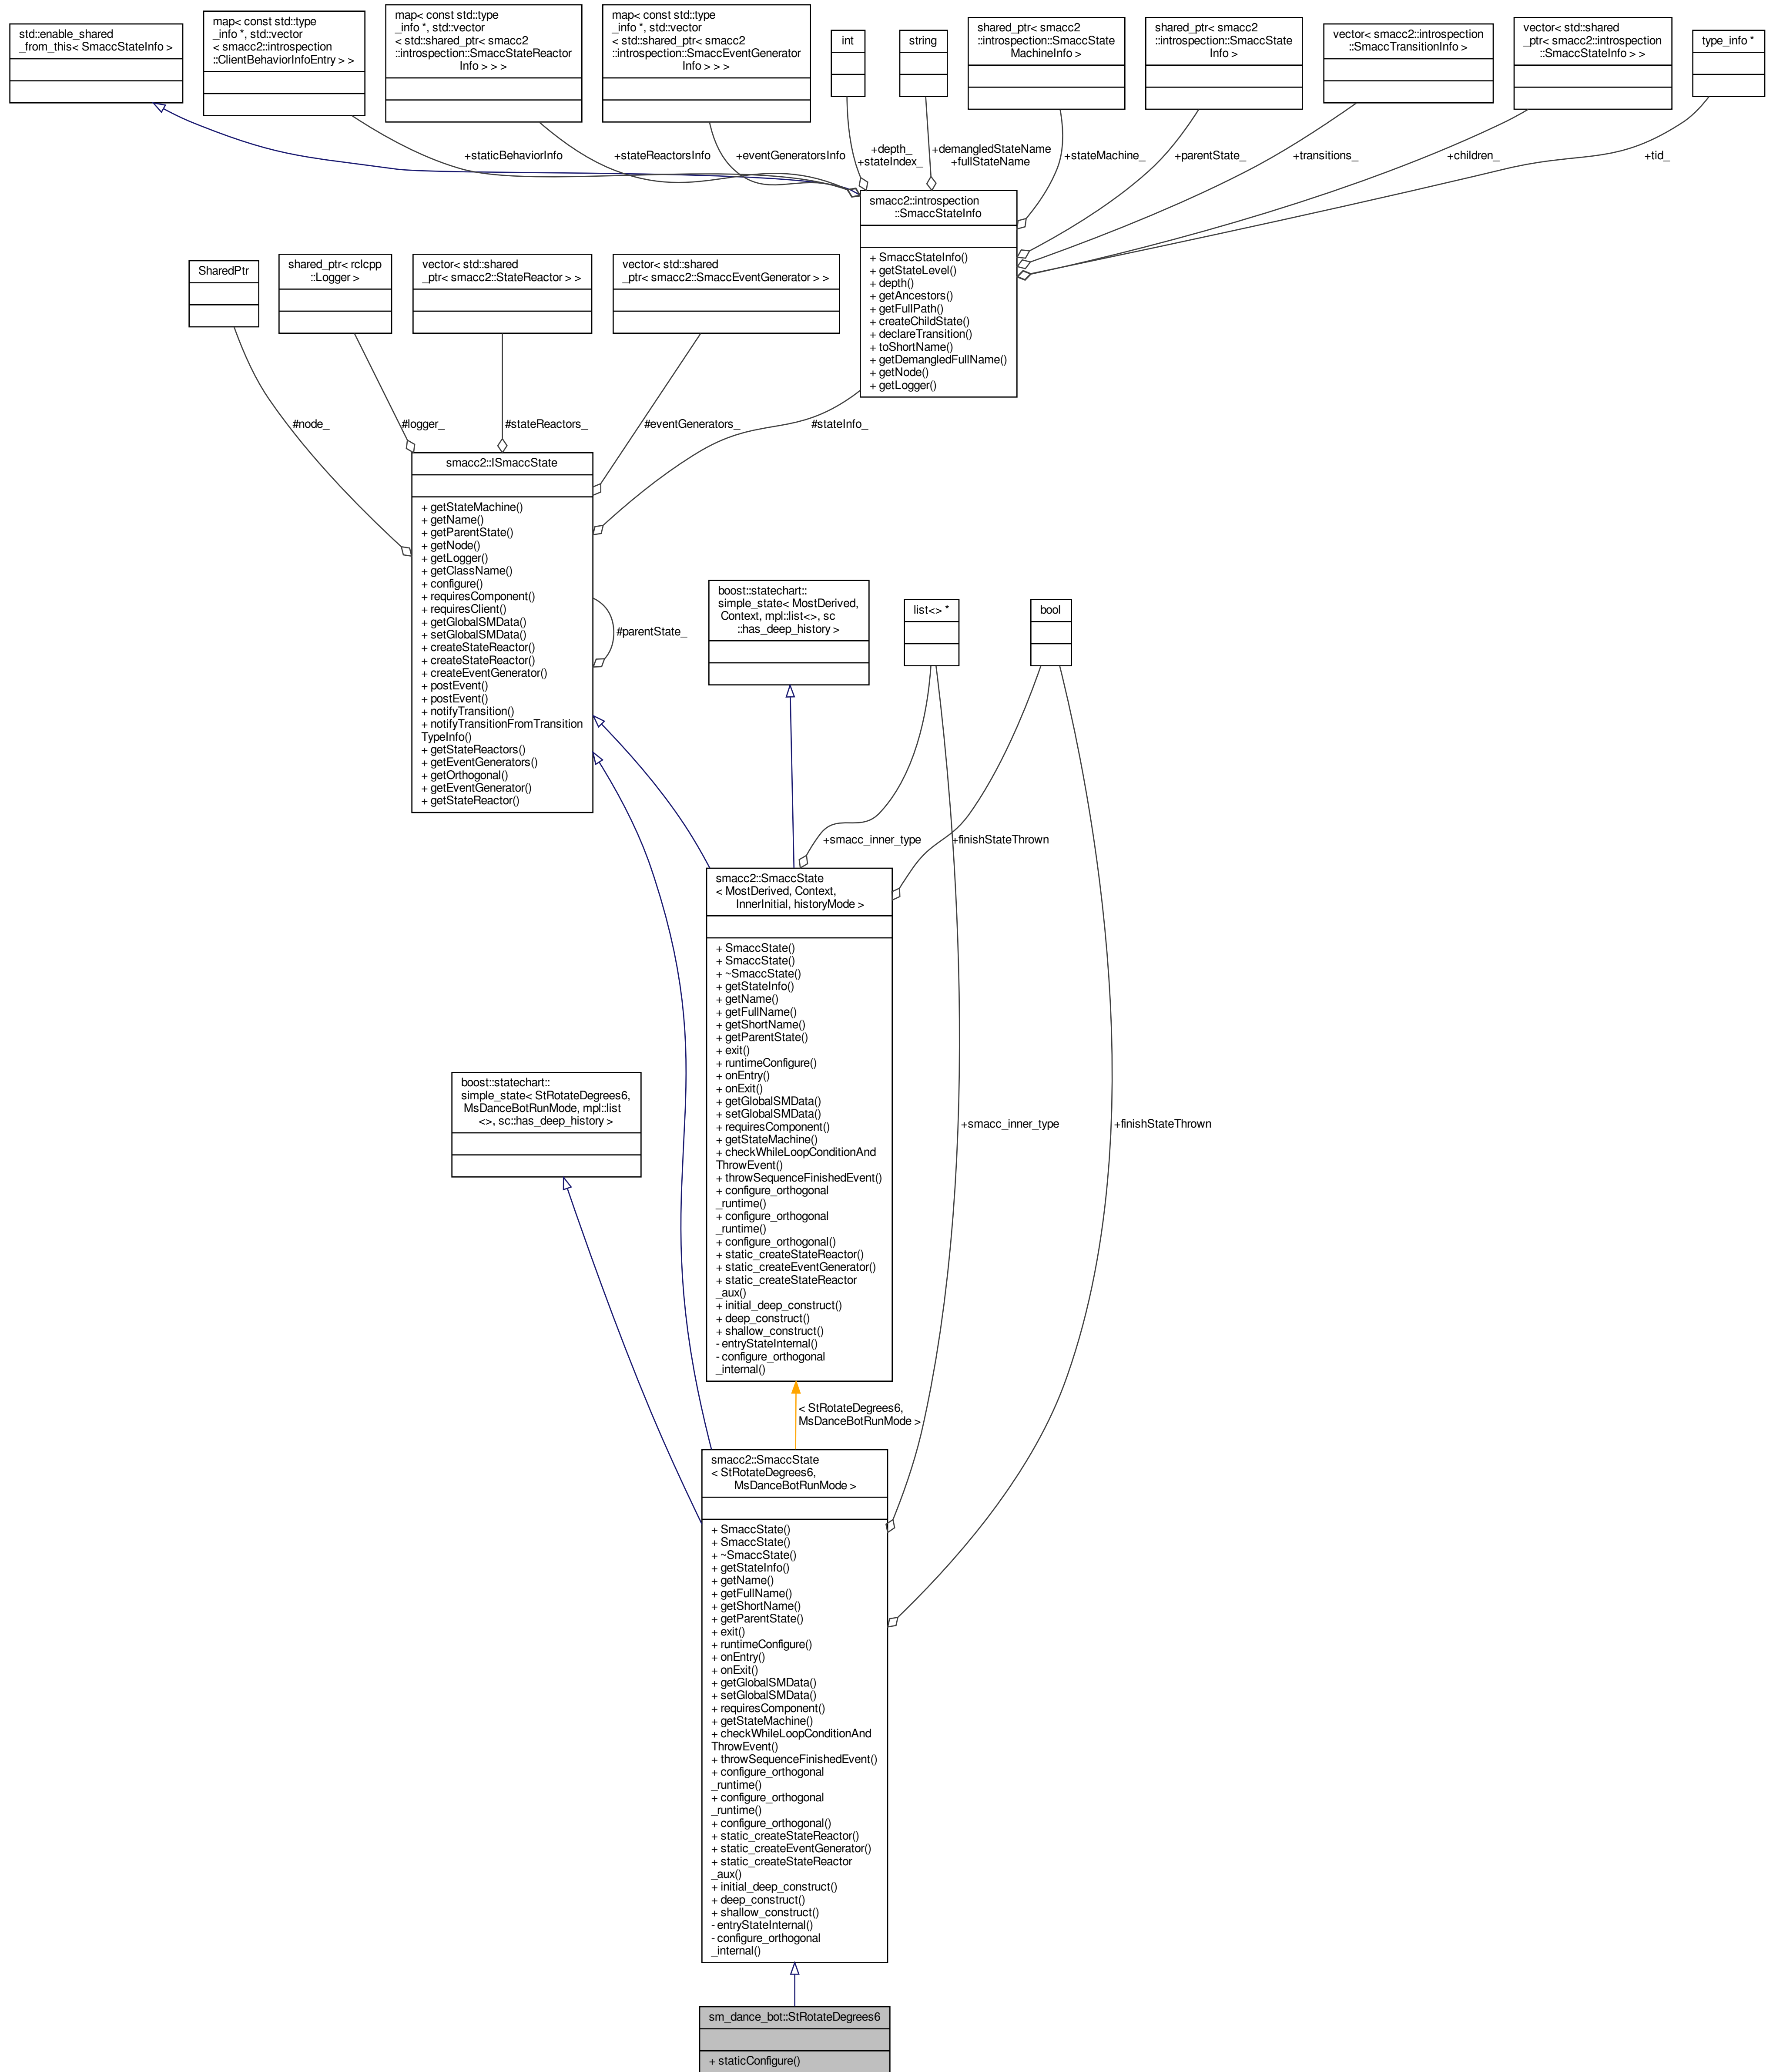 std::enable_shared
_from_this< SmaccStateInfo >
map< const std::type
_info *, std::vector
< smacc2::introspection
::ClientBehaviorInfoEntry > >
map< const std::type
_info *, std::vector
< std::shared_ptr< smacc2
::introspection::SmaccStateReactor
Info > > >
map< const std::type
_info *, std::vector
< std::shared_ptr< smacc2
::introspection::SmaccEventGenerator
Info > > >
int
string
shared_ptr< smacc2
::introspection::SmaccState
MachineInfo >
shared_ptr< smacc2
::introspection::SmaccState
Info >
vector< smacc2::introspection
::SmaccTransitionInfo >
vector< std::shared
_ptr< smacc2::introspection
::SmaccStateInfo > >
type_info *
+staticBehaviorInfo
+stateReactorsInfo
+eventGeneratorsInfo
+depth_
+stateIndex_
+demangledStateName
+fullStateName
+stateMachine_
+parentState_
+transitions_
+children_
+tid_
smacc2::introspection
::SmaccStateInfo
+ SmaccStateInfo()
+ getStateLevel()
+ depth()
+ getAncestors()
+ getFullPath()
+ createChildState()
+ declareTransition()
+ toShortName()
+ getDemangledFullName()
+ getNode()
+ getLogger()
SharedPtr
shared_ptr< rclcpp
::Logger >
vector< std::shared
_ptr< smacc2::StateReactor > >
vector< std::shared
_ptr< smacc2::SmaccEventGenerator > >
#node_
#logger_
#stateReactors_
#eventGenerators_
#stateInfo_
smacc2::ISmaccState
+ getStateMachine()
+ getName()
+ getParentState()
+ getNode()
+ getLogger()
+ getClassName()
+ configure()
+ requiresComponent()
+ requiresClient()
+ getGlobalSMData()
+ setGlobalSMData()
+ createStateReactor()
+ createStateReactor()
+ createEventGenerator()
+ postEvent()
+ postEvent()
+ notifyTransition()
+ notifyTransitionFromTransition
TypeInfo()
+ getStateReactors()
+ getEventGenerators()
+ getOrthogonal()
+ getEventGenerator()
+ getStateReactor()
#parentState_
boost::statechart::
simple_state< MostDerived,
Context, mpl::list<>, sc
::has_deep_history >
list<> *
bool
+smacc_inner_type
+finishStateThrown
smacc2::SmaccState
< MostDerived, Context,
InnerInitial, historyMode >
+ SmaccState()
+ SmaccState()
+ ~SmaccState()
+ getStateInfo()
+ getName()
+ getFullName()
+ getShortName()
+ getParentState()
+ exit()
+ runtimeConfigure()
+ onEntry()
+ onExit()
+ getGlobalSMData()
+ setGlobalSMData()
+ requiresComponent()
+ getStateMachine()
+ checkWhileLoopConditionAnd
ThrowEvent()
+ throwSequenceFinishedEvent()
+ configure_orthogonal
_runtime()
+ configure_orthogonal
_runtime()
+ configure_orthogonal()
+ static_createStateReactor()
+ static_createEventGenerator()
+ static_createStateReactor
_aux()
+ initial_deep_construct()
+ deep_construct()
+ shallow_construct()
- entryStateInternal()
- configure_orthogonal
_internal()
boost::statechart::
simple_state< StRotateDegrees6,
MsDanceBotRunMode, mpl::list
<>, sc::has_deep_history >
+smacc_inner_type
+finishStateThrown
< StRotateDegrees6,
MsDanceBotRunMode >
smacc2::SmaccState
< StRotateDegrees6,
MsDanceBotRunMode >
+ SmaccState()
+ SmaccState()
+ ~SmaccState()
+ getStateInfo()
+ getName()
+ getFullName()
+ getShortName()
+ getParentState()
+ exit()
+ runtimeConfigure()
+ onEntry()
+ onExit()
+ getGlobalSMData()
+ setGlobalSMData()
+ requiresComponent()
+ getStateMachine()
+ checkWhileLoopConditionAnd
ThrowEvent()
+ throwSequenceFinishedEvent()
+ configure_orthogonal
_runtime()
+ configure_orthogonal
_runtime()
+ configure_orthogonal()
+ static_createStateReactor()
+ static_createEventGenerator()
+ static_createStateReactor
_aux()
+ initial_deep_construct()
+ deep_construct()
+ shallow_construct()
- entryStateInternal()
- configure_orthogonal
_internal()
sm_dance_bot::StRotateDegrees6
+ staticConfigure()